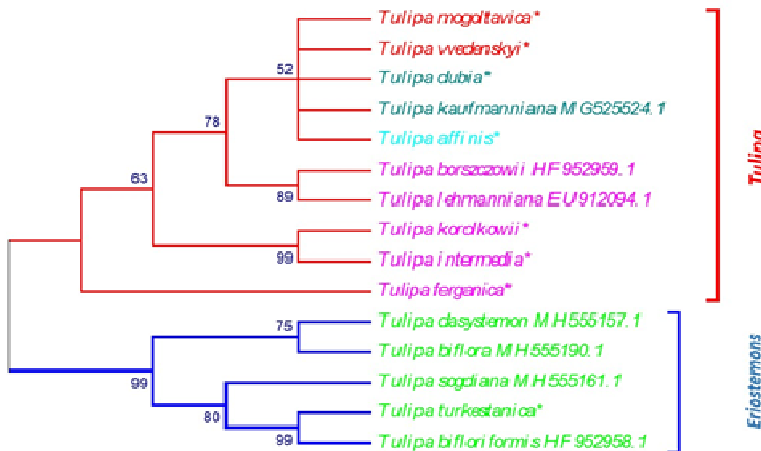 Tulipa mogoltavica*
Tulipa vvedenskyi*
52
Tulipa dubia*
Tulipa kaufmanniana MG525524.1
78
Tulipa affinis*
Tulipa borszczowii HF952959.1
63
89
Tulipa lehmanniana EU912094.1
Tulipa korolkowii*
99
Tulipa intermedia*
Tulipa ferganica*
Tulipa
Tulipa dasystemon MH555157.1
75
Tulipa biflora MH555190.1
99
Tulipa sogdiana MH555161.1
80
Tulipa turkestanica*
99
Tulipa bifloriformis HF952958.1
Eriostemons